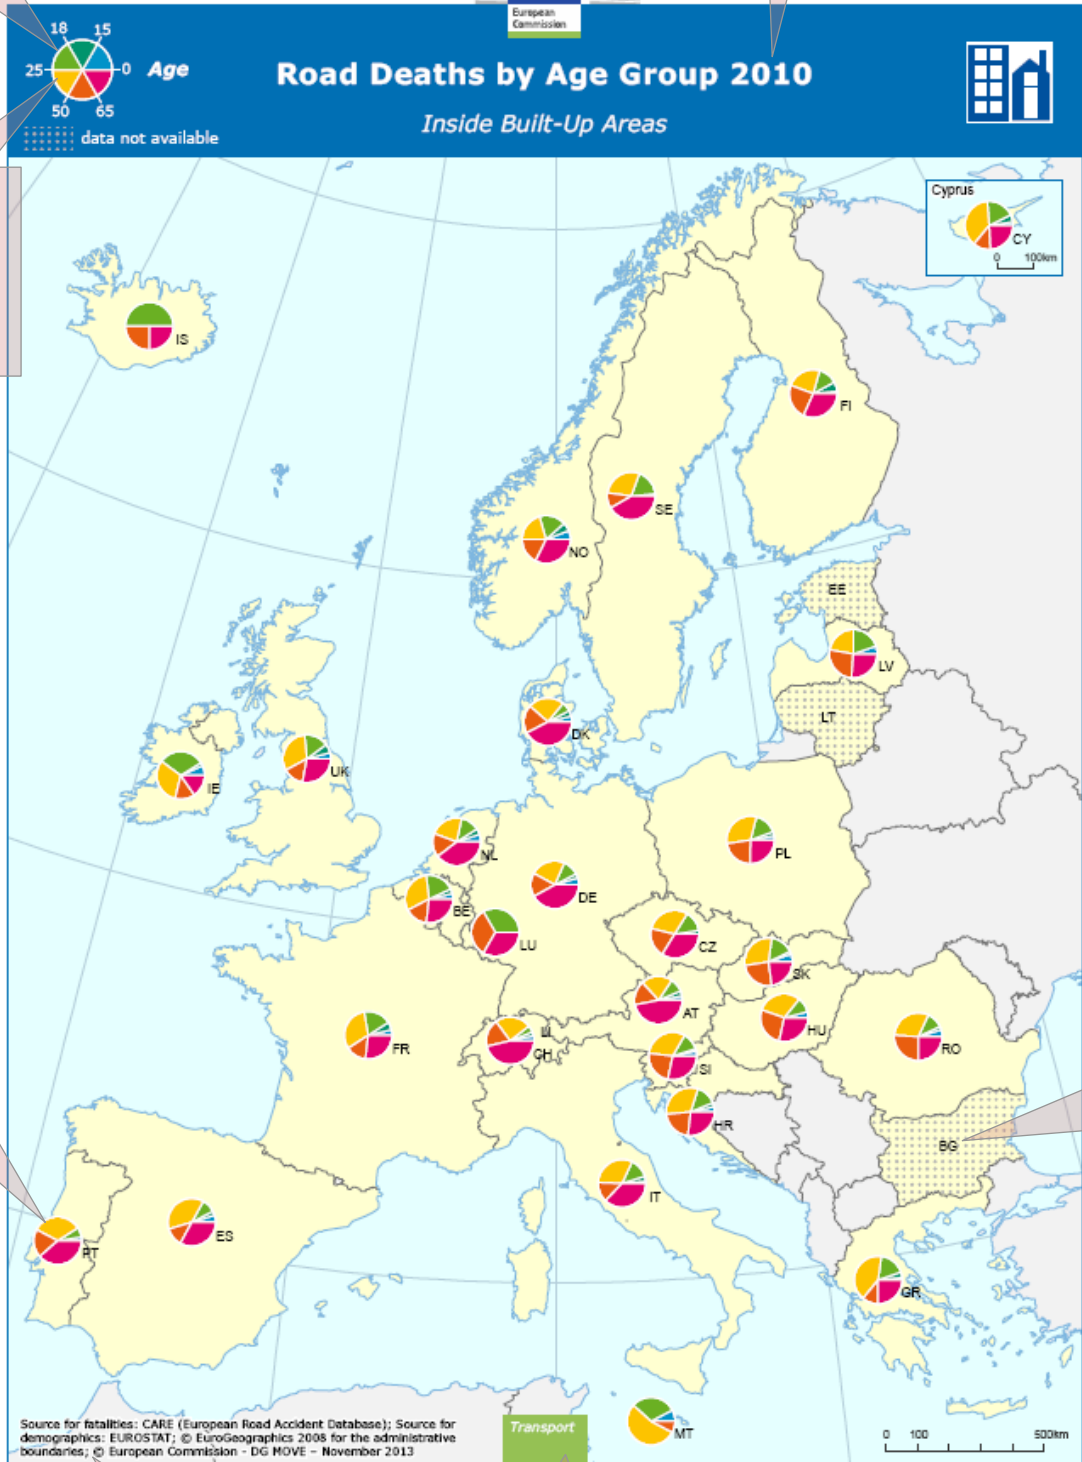 European
Commission
18 15
25 0 Age
50 65
data not available
Road Deaths by Age Group 2010
Inside Built-Up Areas
Cyprus
CY
0 100km
IS
FI
SE
NO
EE
LV
LT
DK
IE
UK
NL
PL
BE
DE
LU
CZ
SK
AT
HU
LI
CH
FR
SI
RO
HR
BG
IT
ES
PT
GR
MT
Source for fatalities: CARE (European Road Accident Database); Source for
demographics: EUROSTAT; © EuroGeographics 2008 for the administrative
boundaries; © European Commission - DG MOVE – November 2013
Transport
0 100 500km